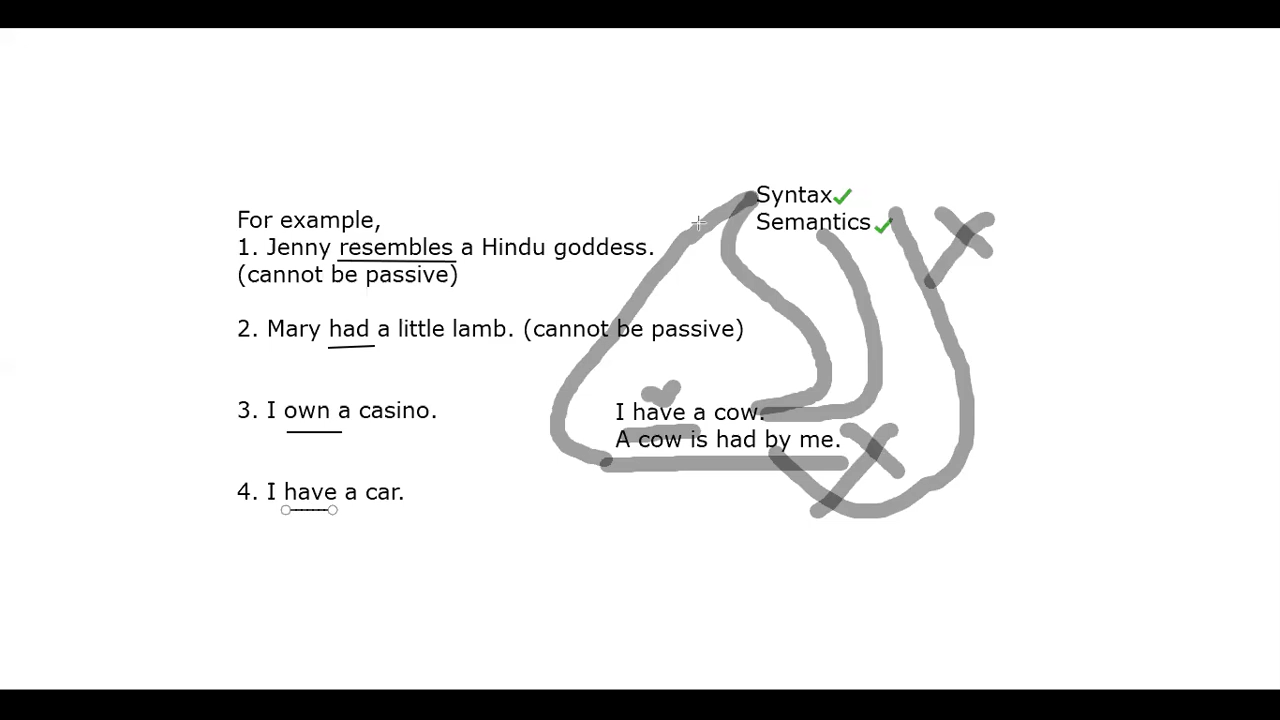 For example,
1. Jenny resembles a Hindu goddess.
(cannot be passive)
2. Mary had a little lamb. (cannot be passive)
3. I own a casino.
4. I have a car.
Syntax
Semantics
I have a cow.
A cow is had by me.